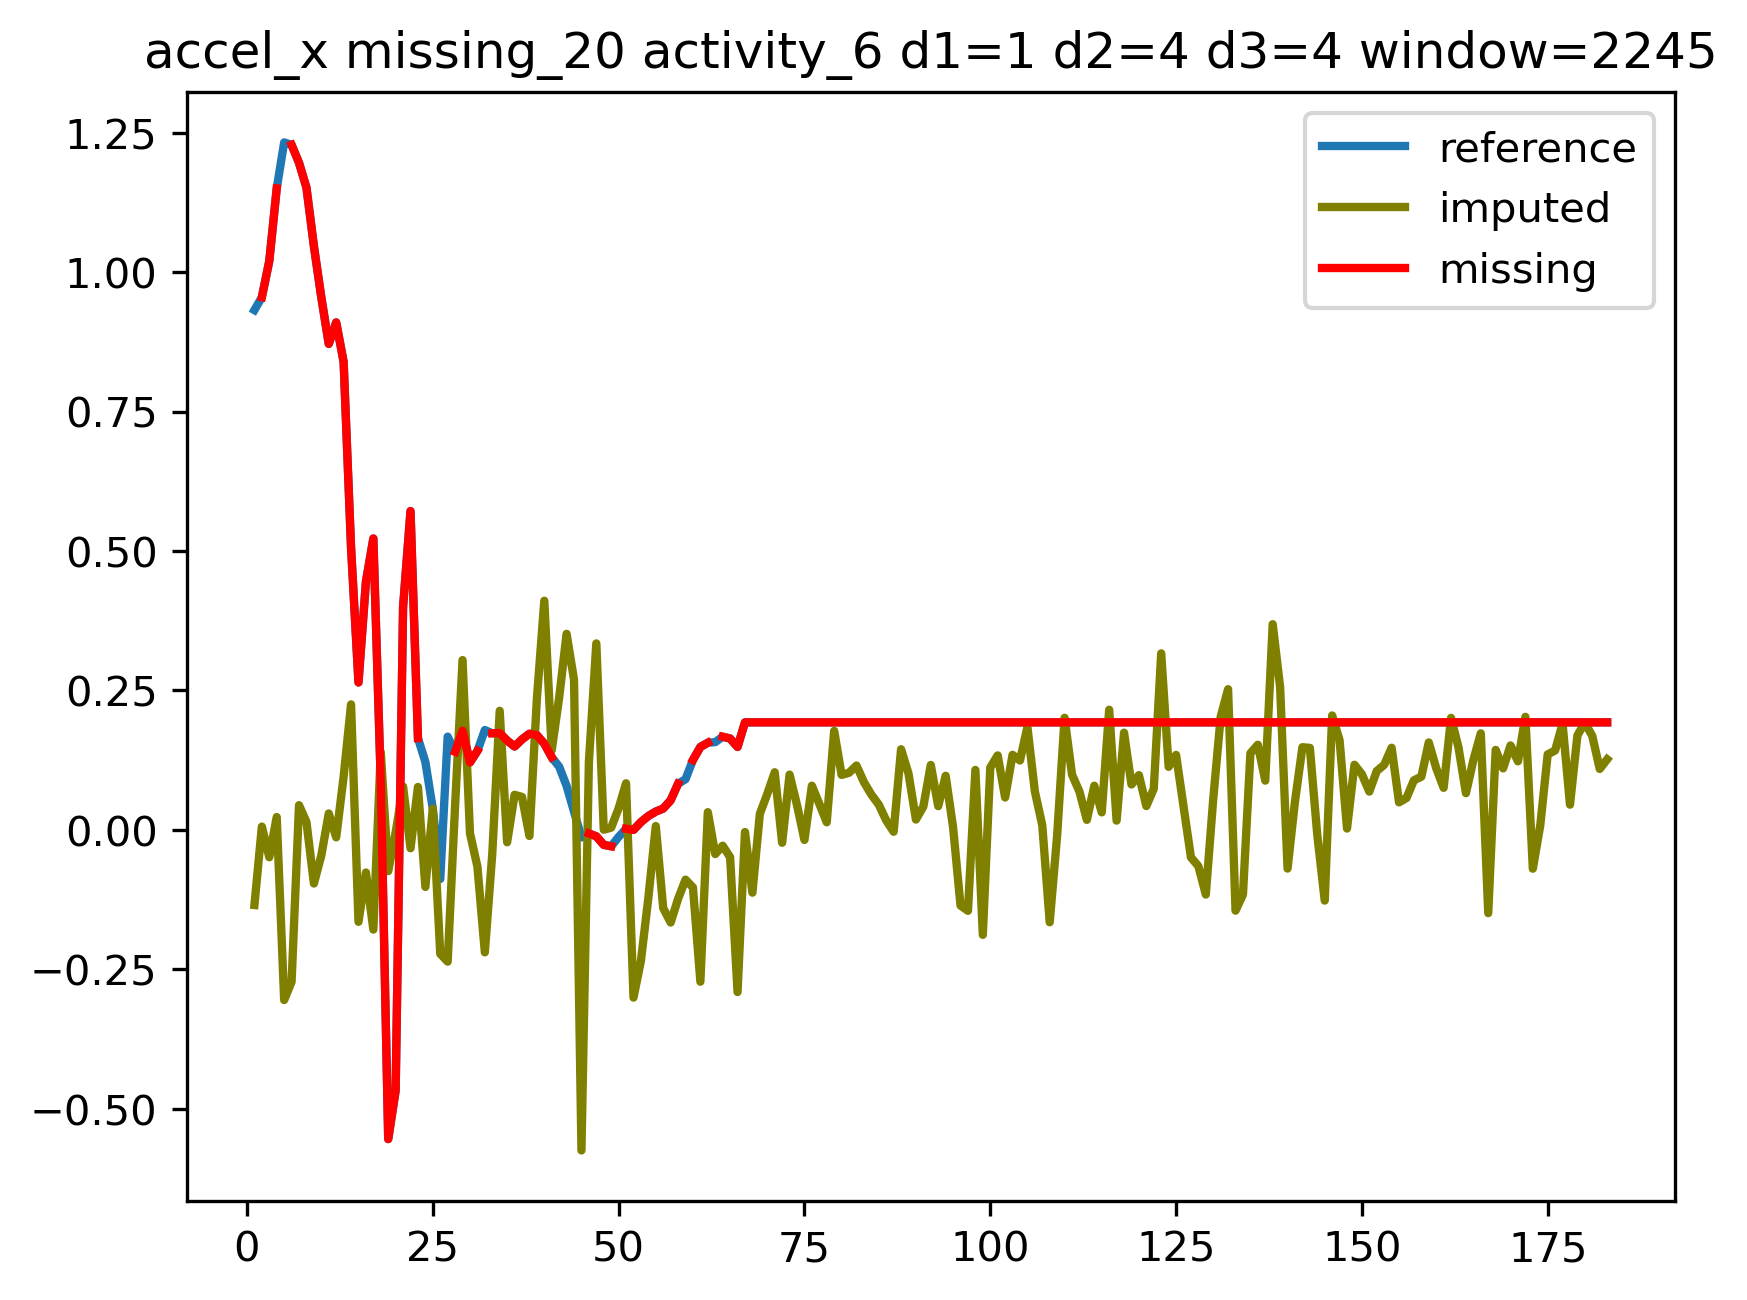 accel_x missing_20 activity_6 d1=1 d2=4 d3=4 window=2245
reference
imputed
missing
1.25
1.00
0.75
0.50
0.25
0.00
−0.25
−0.50
0 25 50 75 100 125 150 175